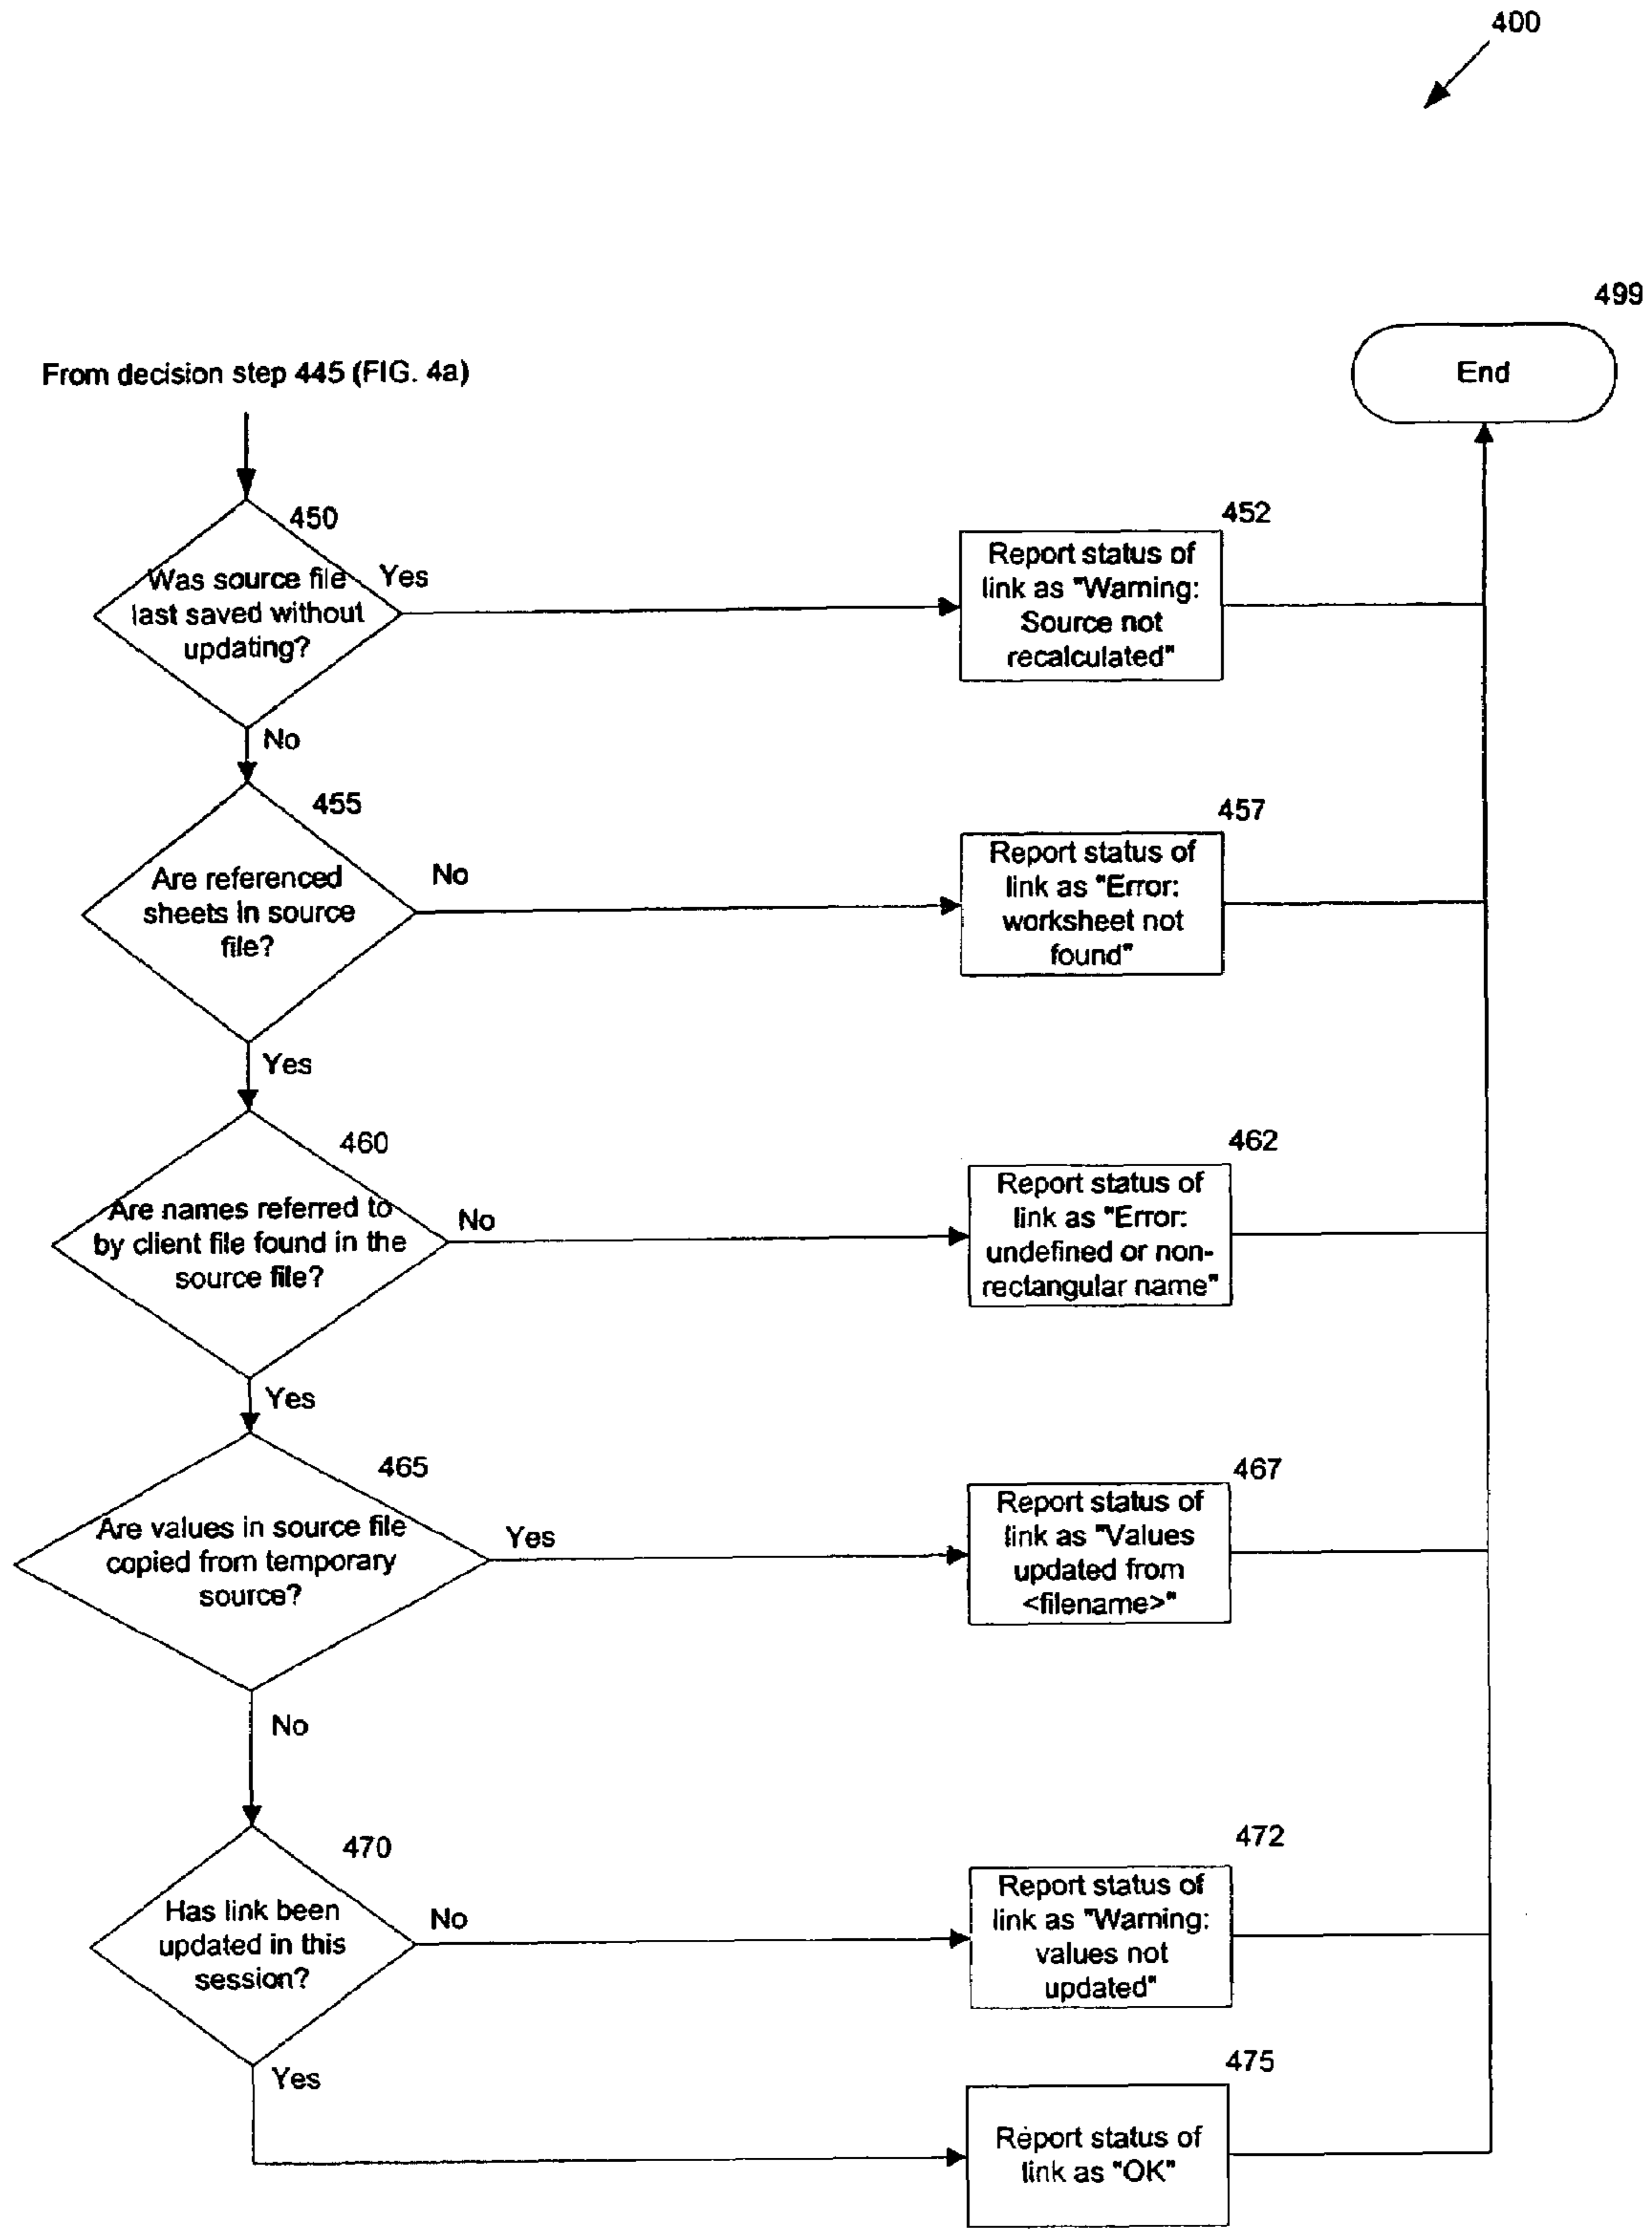 400
499
From decision step 445 (FIG. 4a)
End
450
Was source file
last saved without
updating?
Yes
452
Report status of
link as "Warning:
Source not
recalculated"
No
455
Are referenced
sheets in source
file?
No
457
Report status of
link as "Error:
worksheet not
found"
Yes
460
Are names referred to
by client file found in the
source file?
No
462
Report status of
link as "Error:
undefined or non-
rectangular name"
Yes
465
Are values in source file
copied from temporary
source?
Yes
467
Report status of
link as "Values
updated from
<filename>"
No
470
Has link been
updated in this
session?
No
472
Report status of
link as "Warning:
values not
updated"
Yes
475
Report status of
link as "OK"